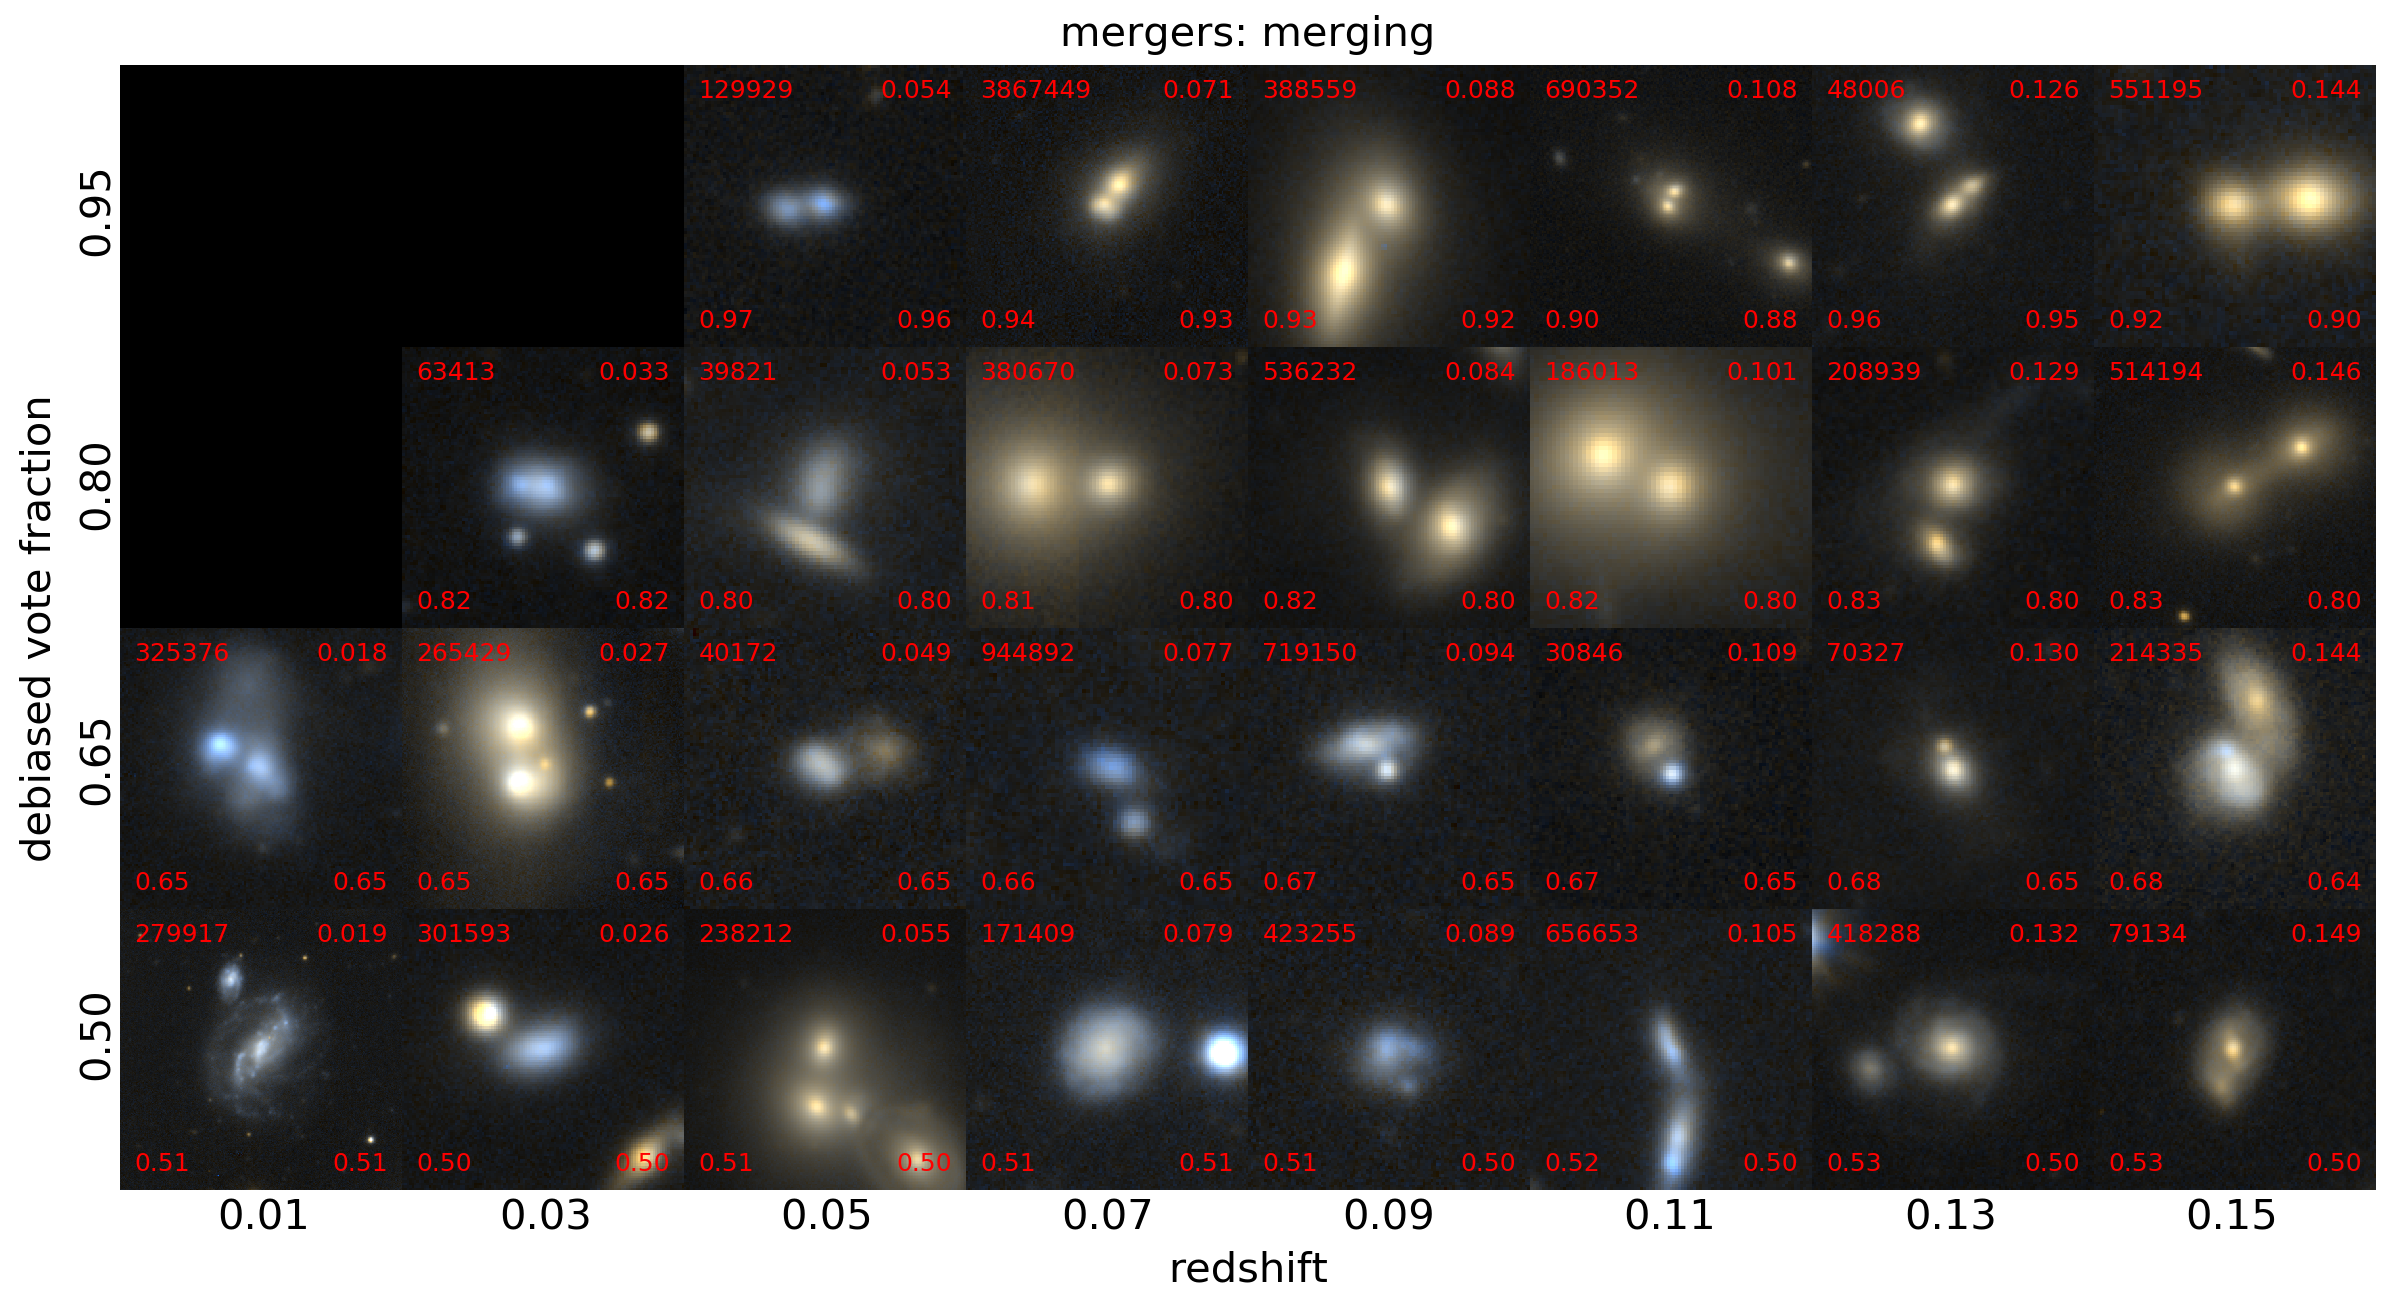 mergers: merging
129929 0.054 3867449 0.071 388559 0.088 690352 0.108 48006 0.126 551195 0.144
0.95
0.97 0.96 0.94 0.93 0.93 0.92 0.90 0.88 0.96 0.95 0.92 0.90
63413 0.033 39821 0.053 380670 0.073 536232 0.084 186013 0.101 208939 0.129 514194 0.146
0.80
0.82 0.82 0.80 0.80 0.81 0.80 0.82 0.80 0.82 0.80 0.83 0.80 0.83 0.80
debiased vote fraction
325376 0.018 265429 0.027 40172 0.049 944892 0.077 719150 0.094 30846 0.109 70327 0.130 214335 0.144
0.65
0.65 0.65 0.65 0.65 0.66 0.65 0.66 0.65 0.67 0.65 0.67 0.65 0.68 0.65 0.68 0.64
279917 0.019 301593 0.026 238212 0.055 171409 0.079 423255 0.089 656653 0.105 418288 0.132 79134 0.149
0.50
0.51 0.51 0.50 0.50 0.51 0.50 0.51 0.51 0.51 0.50 0.52 0.50 0.53 0.50 0.53 0.50
0.01 0.03 0.05 0.07 0.09 0.11 0.13 0.15
redshift